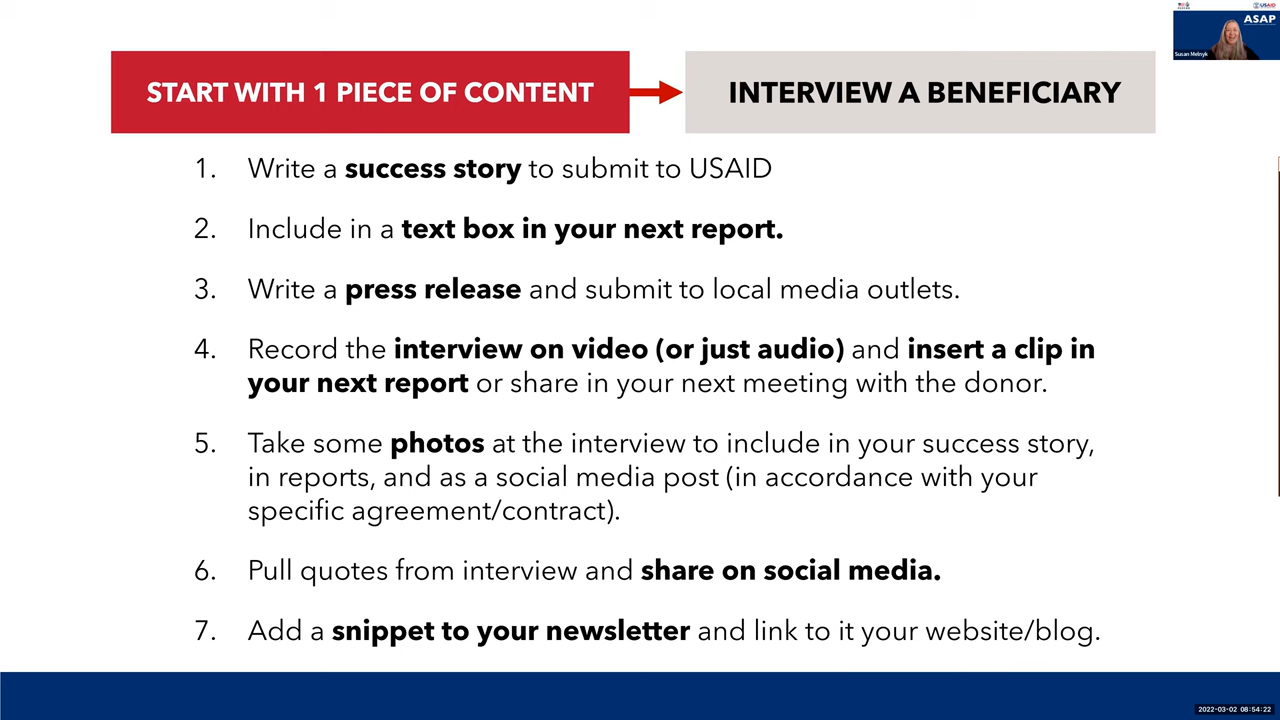 USAID
ASAP
Susan Melnyk
START WITH 1 PIECE OF CONTENT
INTERVIEW A BENEFICIARY
1. Write a success story to submit to USAID
2. Include in a text box in your next report.
3. Write a press release and submit to local media outlets.
4. Record the interview on video (or just audio) and insert a clip in
your next report or share in your next meeting with the donor.
5. Take some photos at the interview to include in your success story,
in reports, and as a social media post (in accordance with your
specific agreement/contract).
6. Pull quotes from interview and share on social media.
7. Add a snippet to your newsletter and link to it your website/blog.
2022-03-02 08:54:22